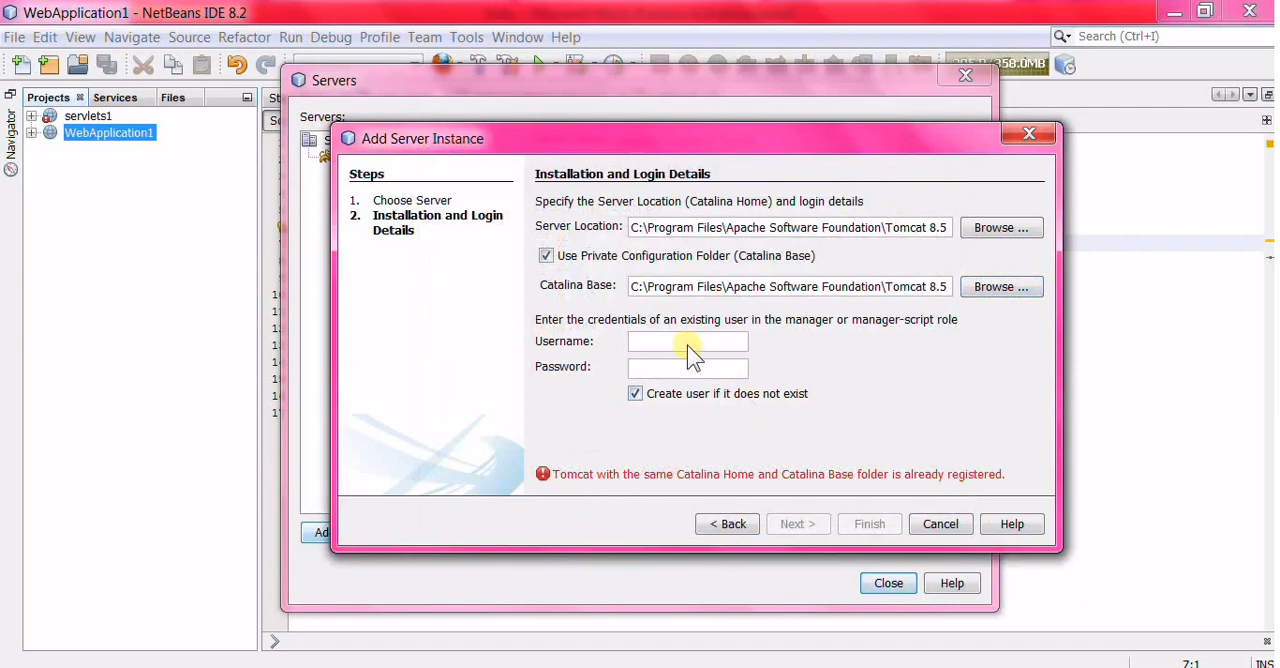 WebApplication1 - NetBeans IDE 8.2
File Edit View Navigate Source Refactor Run Debug Profile Team Tools Window Help
Search (Ctrl+I)
Projects Services Files
servlets1
WebApplication1
Navigator
Servers
Servers:
Add Server Instance
Steps
1. Choose Server
2. Installation and Login
Details
Installation and Login Details
Specify the Server Location (Catalina Home) and login details
Server Location: C:\Program Files\Apache Software Foundation\Tomcat 8.5 Browse ...
Use Private Configuration Folder (Catalina Base)
Catalina Base: C:\Program Files\Apache Software Foundation\Tomcat 8.5 Browse ...
Enter the credentials of an existing user in the manager or manager-script role
Username:
Password:
Create user if it does not exist
Tomcat with the same Catalina Home and Catalina Base folder is already registered.
< Back Next > Finish Cancel Help
Close Help
7:1 INS